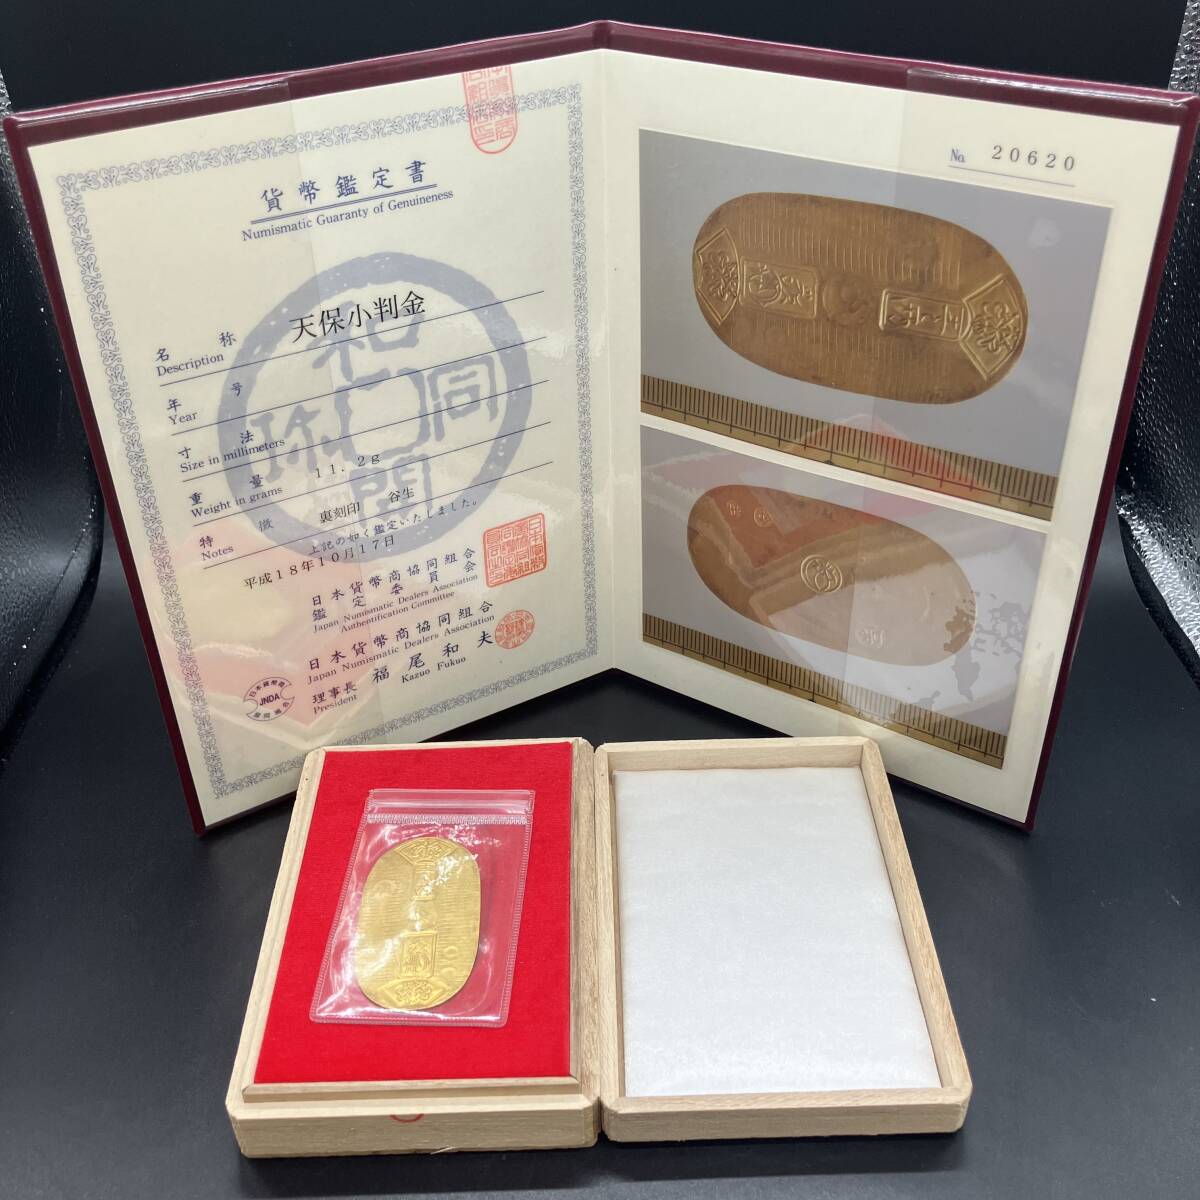 貨幣鑑定書
Numismatic Guaranty of Genuineness
名称 天保小判金
Description
年号
Year
寸法
Size in millimeters
重量 11.2g
Weight in grams
特徴 裏刻印 谷生
Notes
上記の如く鑑定いたしました。
平成18年10月17日
日本貨幣商協同組合
鑑定委員会
Japan Numismatic Dealers Association
Authentification Committee
日本貨幣商協同組合
Japan Numismatic Dealers Association
理事長 福尾和夫
President Kazuo Fukuo
JNDA
和同開珎
No. 20620